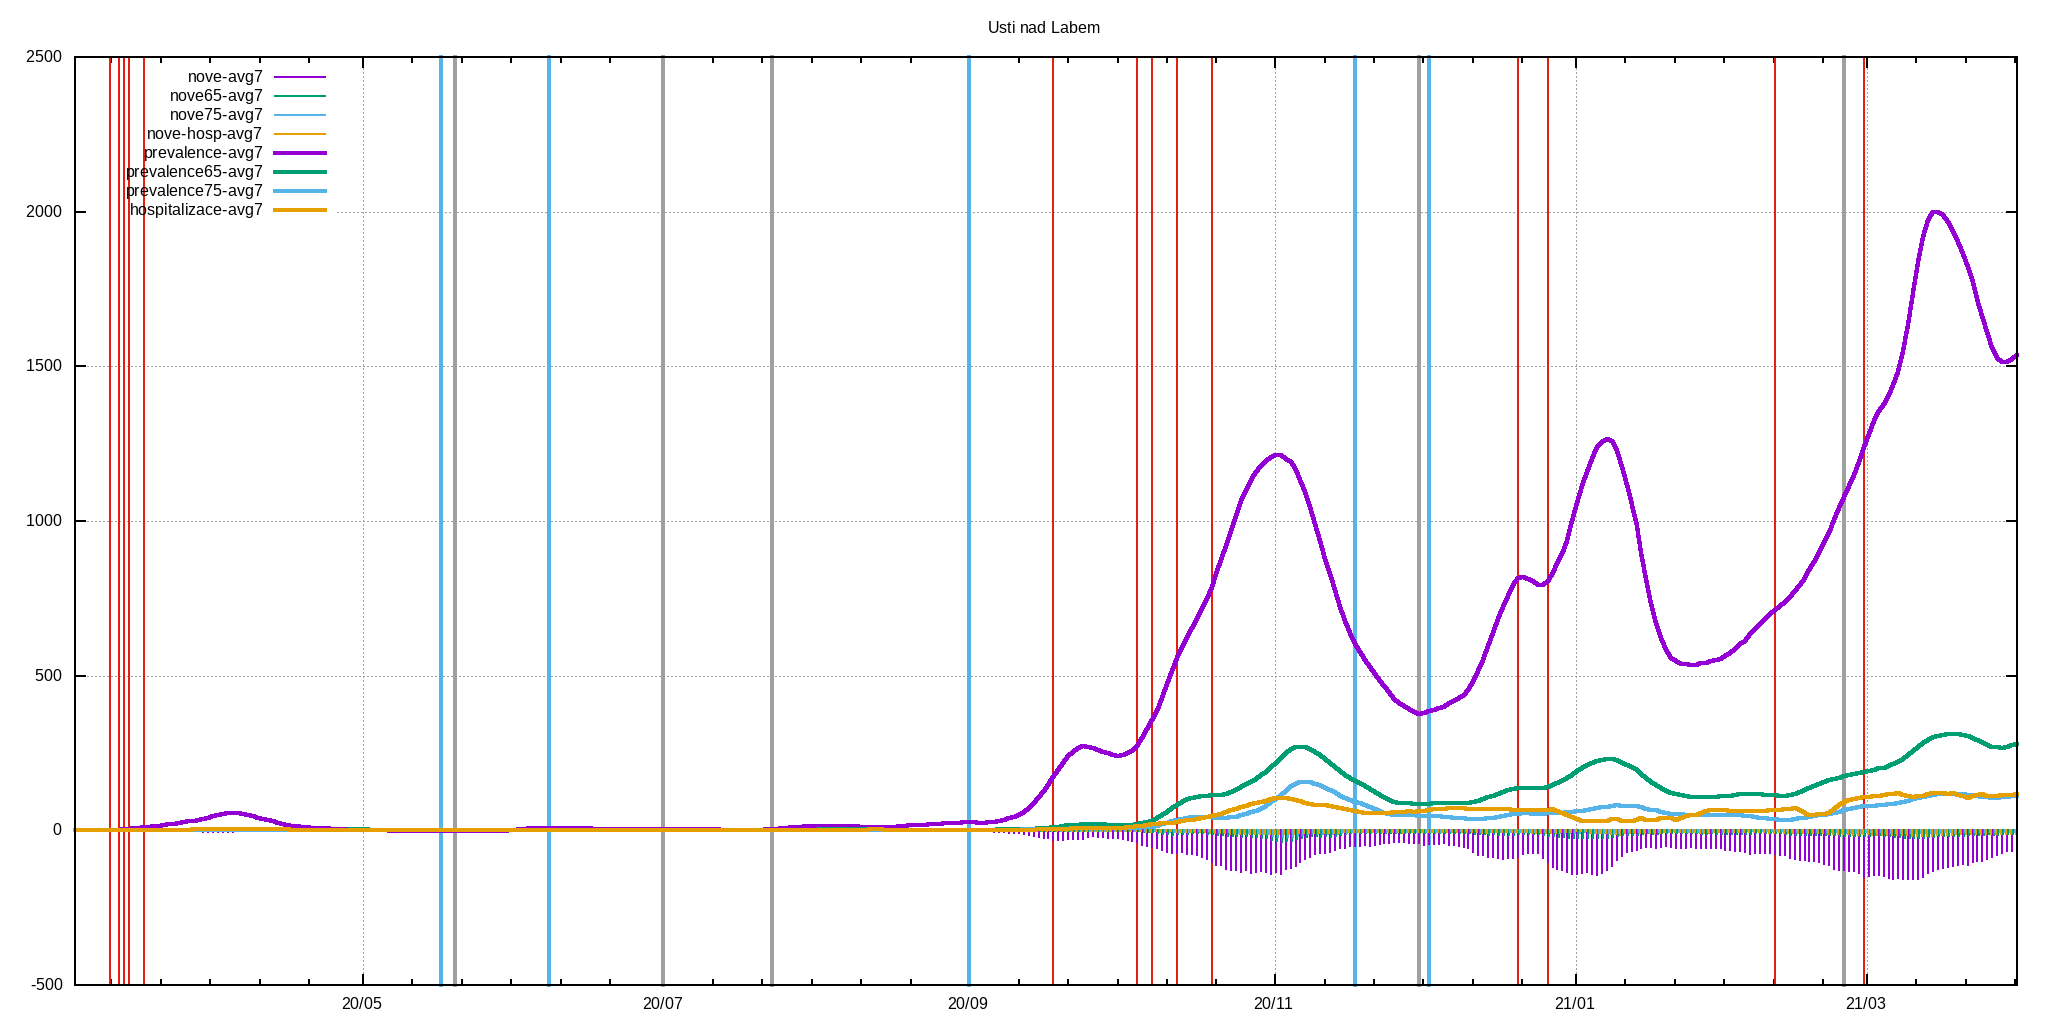 Usti nad Labem
2500
2000
1500
1000
500
0
-500
nove-avg7
nove65-avg7
nove75-avg7
nove-hosp-avg7
prevalence-avg7
prevalence65-avg7
prevalence75-avg7
hospitalizace-avg7
20/05 20/07 20/09 20/11 21/01 21/03